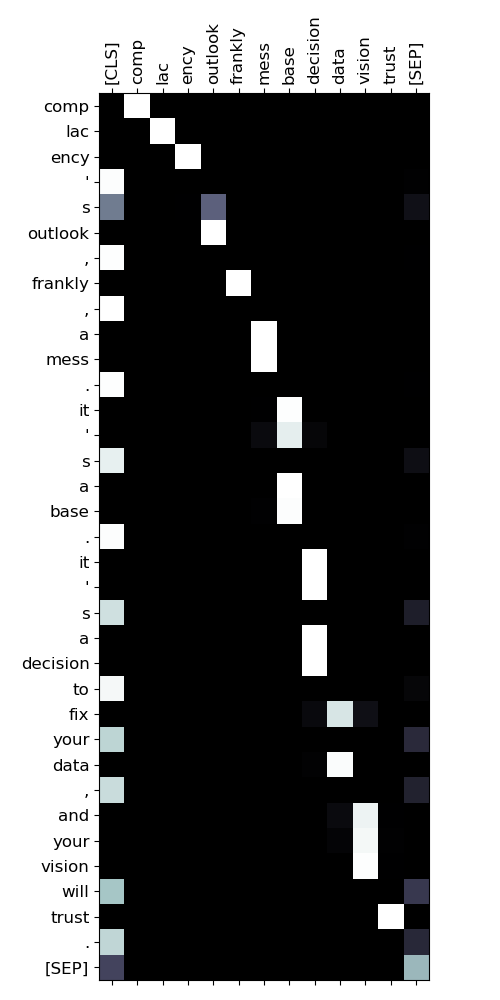 [CLS] comp lac ency outlook frankly mess base decision data vision trust [SEP]
comp
lac
ency
'
s
outlook
,
frankly
,
a
mess
.
it
'
s
a
base
.
it
'
s
a
decision
to
fix
your
data
,
and
your
vision
will
trust
.
[SEP]